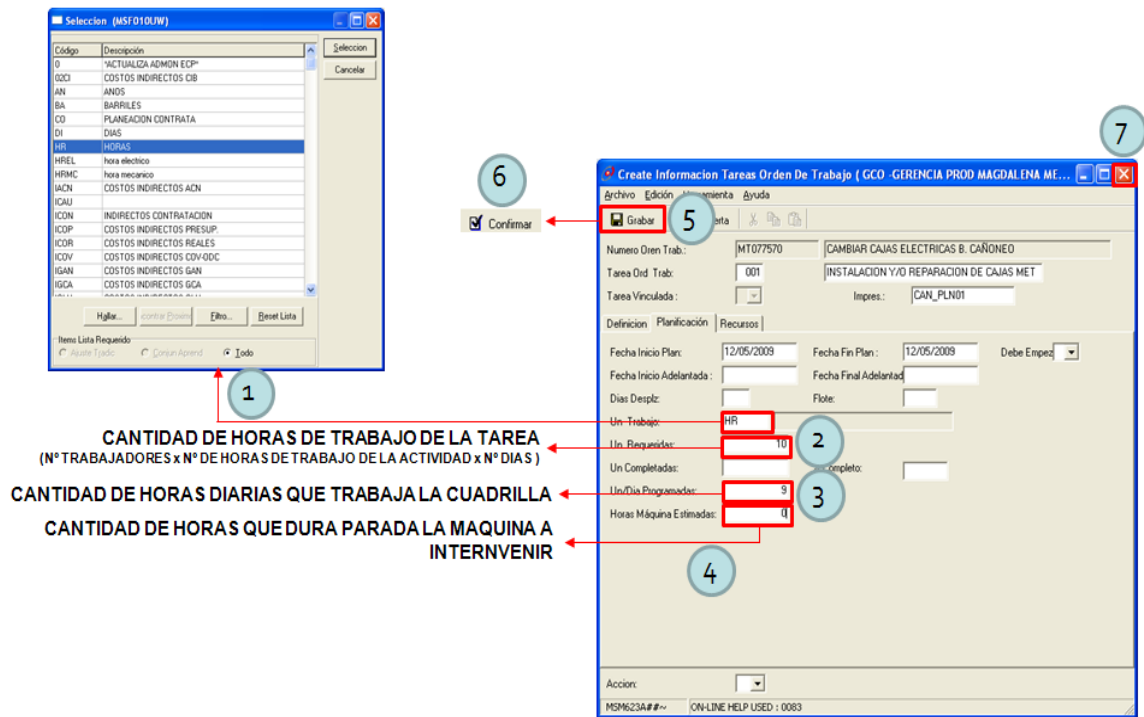 Seleccion (MSF010UW)
Código Descripción
0 *ACTUALIZA ADMON ECP*
02CI COSTOS INDIRECTOS CIB
AN ANOS
BA BARRILES
CO PLANEACION CONTRATA
DI DIAS
HR HORAS
HREL hora electrico
HRMC hora mecanico
IACN COSTOS INDIRECTOS ACN
ICAU
ICON INDIRECTOS CONTRATACION
ICOP COSTOS INDIRECTOS PRESUP.
ICOR COSTOS INDIRECTOS REALES
ICOV COSTOS INDIRECTOS COV-ODC
IGAN COSTOS INDIRECTOS GAN
IGCA COSTOS INDIRECTOS GCA
Seleccion
Cancelar
Hallar... Filtro... Reset Lista
Items Lista Requerido
Ajuste Tradic Conjun Aprend Todo
1
CANTIDAD DE HORAS DE TRABAJO DE LA TAREA
(Nº TRABAJADORES x Nº DE HORAS DE TRABAJO DE LA ACTIVIDAD x Nº DIAS )
CANTIDAD DE HORAS DIARIAS QUE TRABAJA LA CUADRILLA
CANTIDAD DE HORAS QUE DURA PARADA LA MAQUINA A
INTERNVENIR
6
Confirmar
7
Create Informacion Tareas Orden De Trabajo ( GCO -GERENCIA PROD MAGDALENA ME...
Archivo Edición Ayuda
Grabar
5
Numero Oren Trab.: MT077570 CAMBIAR CAJAS ELECTRICAS B. CAÑONEO
Tarea Ord Trab: 001 INSTALACION Y/O REPARACION DE CAJAS MET
Tarea Vinculada : Impres.: CAN_PLN01
Definicion Planificación Recursos
Fecha Inicio Plan: 12/05/2009 Fecha Fin Plan : 12/05/2009 Debe Empez
Fecha Inicio Adelantada : Fecha Final Adelantad
Dias Desplz: Flote:
Un Trabajo: HR
Un Requeridas: 10
2
Un Completadas:
Un/Dia Programadas: 9
3
Horas Máquina Estimadas: 0
4
Accion:
MSM623A##~ ON-LINE HELP USED : 0083